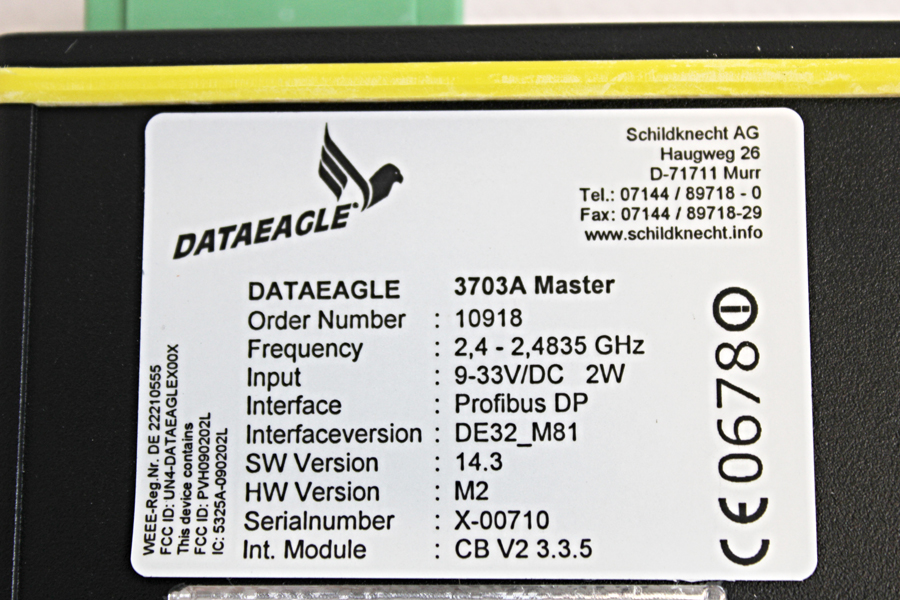 DATAEAGLE
Schildknecht AG
Haugweg 26
D-71711 Murr
Tel.: 07144 / 89718 - 0
Fax: 07144 / 89718-29
www.schildknecht.info
DATAEAGLE 3703A Master
Order Number : 10918
Frequency : 2,4 - 2,4835 GHz
Input : 9-33V/DC 2W
Interface : Profibus DP
Interfaceversion : DE32_M81
SW Version : 14.3
HW Version : M2
Serialnumber : X-00710
Int. Module : CB V2 3.3.5
WEEE-Reg.Nr. DE 22210555
FCC ID: UN4-DATAEAGLEX00X
This device contains
FCC ID: PVH090202L
IC: 5325A-090202L
CE0678